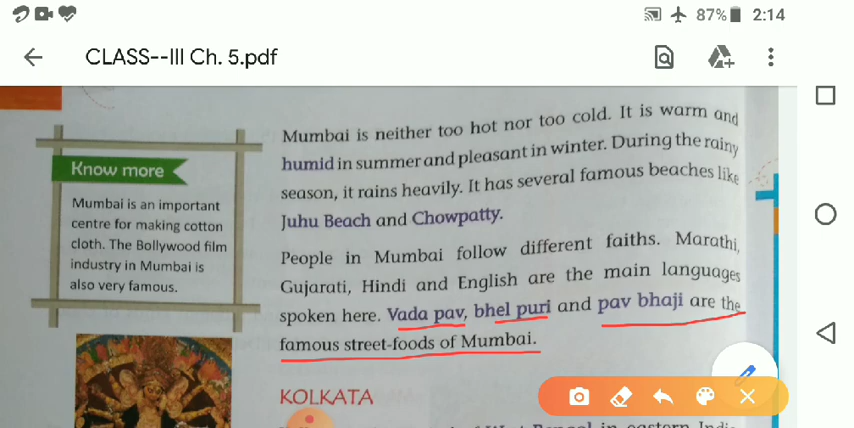 87% 2:14
CLASS--III Ch. 5.pdf
Know more
Mumbai is an important
centre for making cotton
cloth. The Bollywood film
industry in Mumbai is
also very famous.
Mumbai is neither too hot nor too cold. It is warm and
humid in summer and pleasant in winter. During the rainy
season, it rains heavily. It has several famous beaches like
Juhu Beach and Chowpatty.
People in Mumbai follow different faiths. Marathi,
Gujarati, Hindi and English are the main languages
spoken here. Vada pav, bhel puri and pav bhaji are the
famous street-foods of Mumbai.
KOLKATA
of West Bengal in eastern